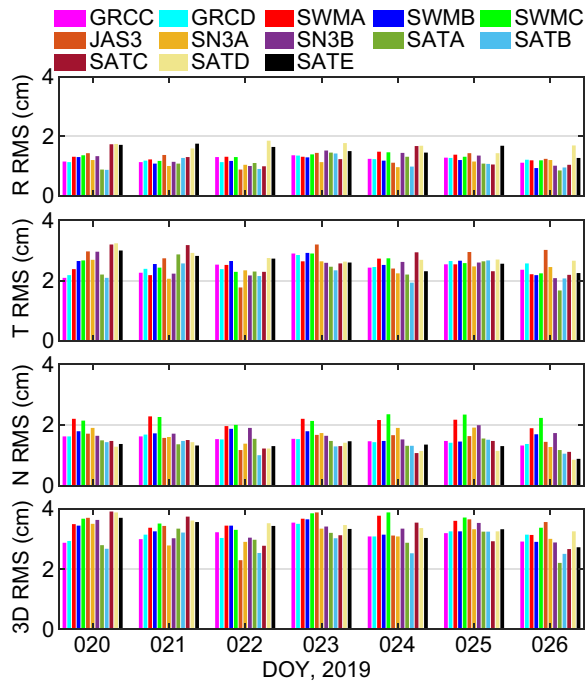 GRCC GRCD SWMA SWMB SWMC
JAS3 SN3A SN3B SATA SATB
SATC SATD SATE
R RMS (cm)
4
2
0
T RMS (cm)
4
2
0
N RMS (cm)
4
2
0
3D RMS (cm)
4
2
0
020 021 022 023 024 025 026
DOY, 2019